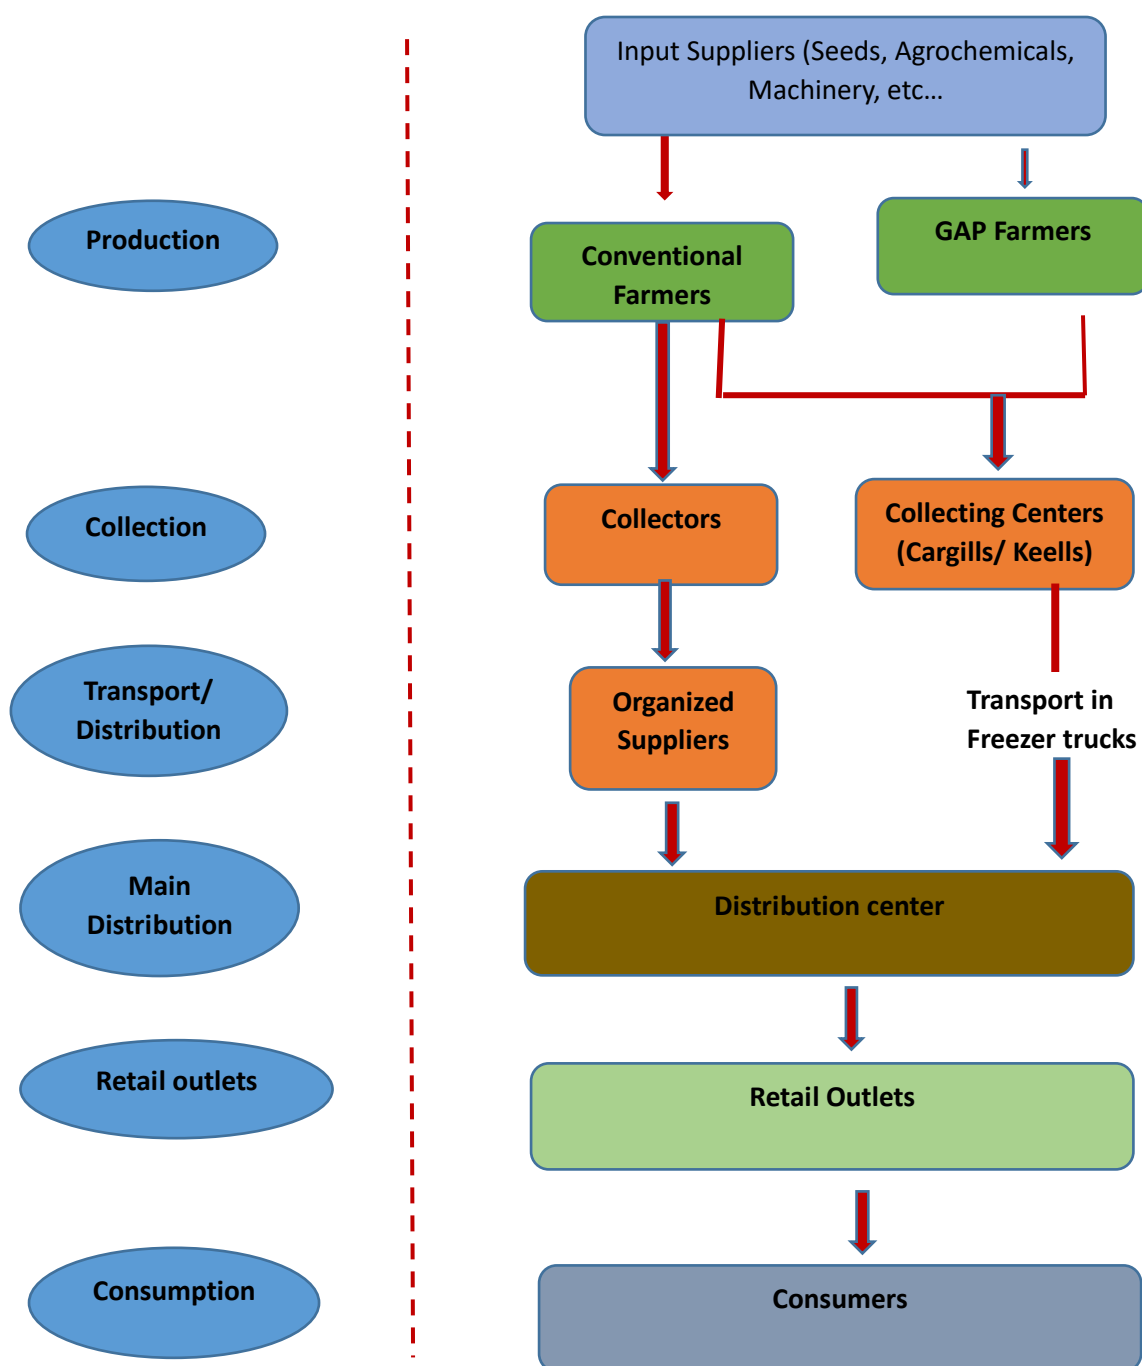 Input Suppliers (Seeds, Agrochemicals,
Machinery, etc...
Production
Conventional
Farmers
GAP Farmers
Collection
Collectors
Collecting Centers
(Cargills/ Keells)
Transport/
Distribution
Organized
Suppliers
Transport in
Freezer trucks
Main
Distribution
Distribution center
Retail outlets
Retail Outlets
Consumption
Consumers